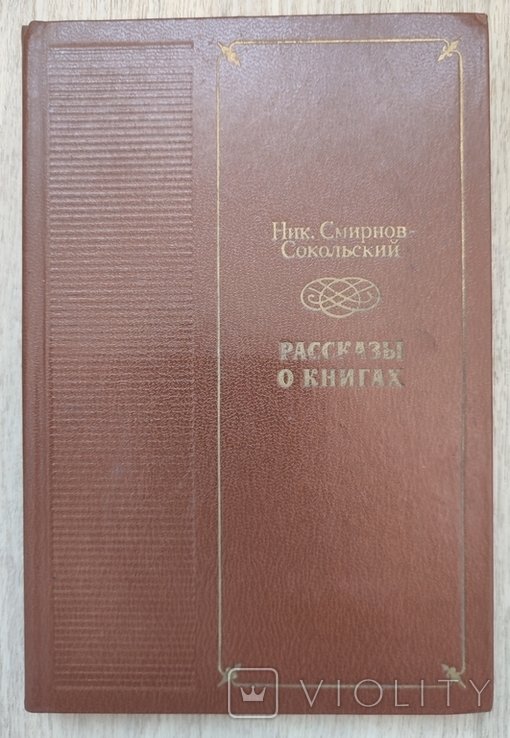 Ник. Смирнов-
Сокольский
РАССКАЗЫ
О КНИГАХ
VIOLITY